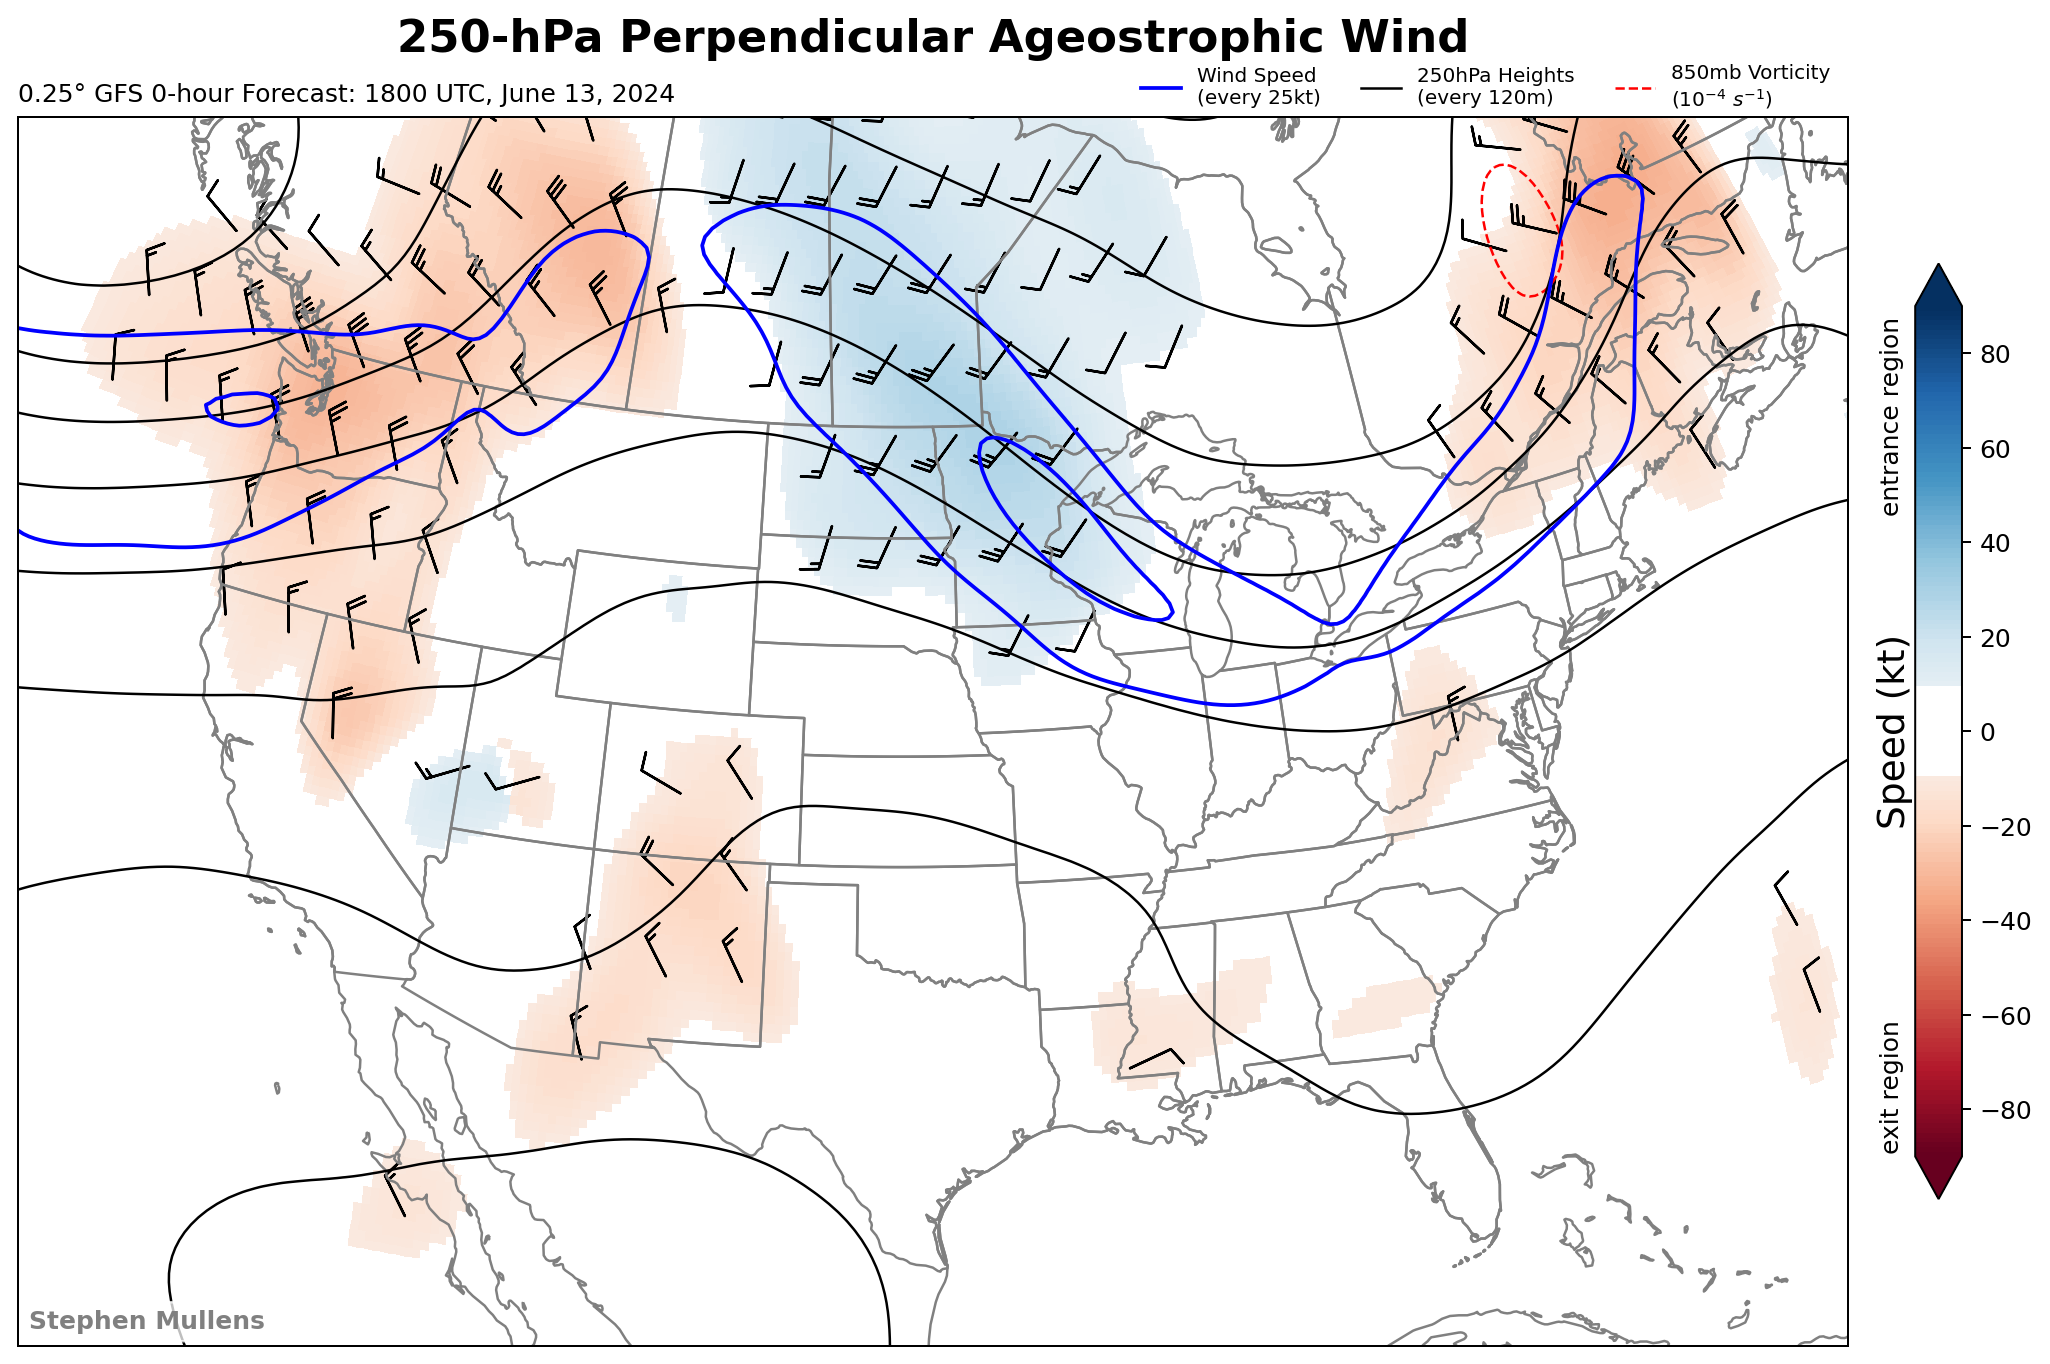 250-hPa Perpendicular Ageostrophic Wind
0.25° GFS 0-hour Forecast: 1800 UTC, June 13, 2024
Wind Speed
(every 25kt)
250hPa Heights
(every 120m)
850mb Vorticity
(10⁻⁴ s⁻¹)
entrance region
Speed (kt)
exit region
80
60
40
20
0
−20
−40
−60
−80
Stephen Mullens